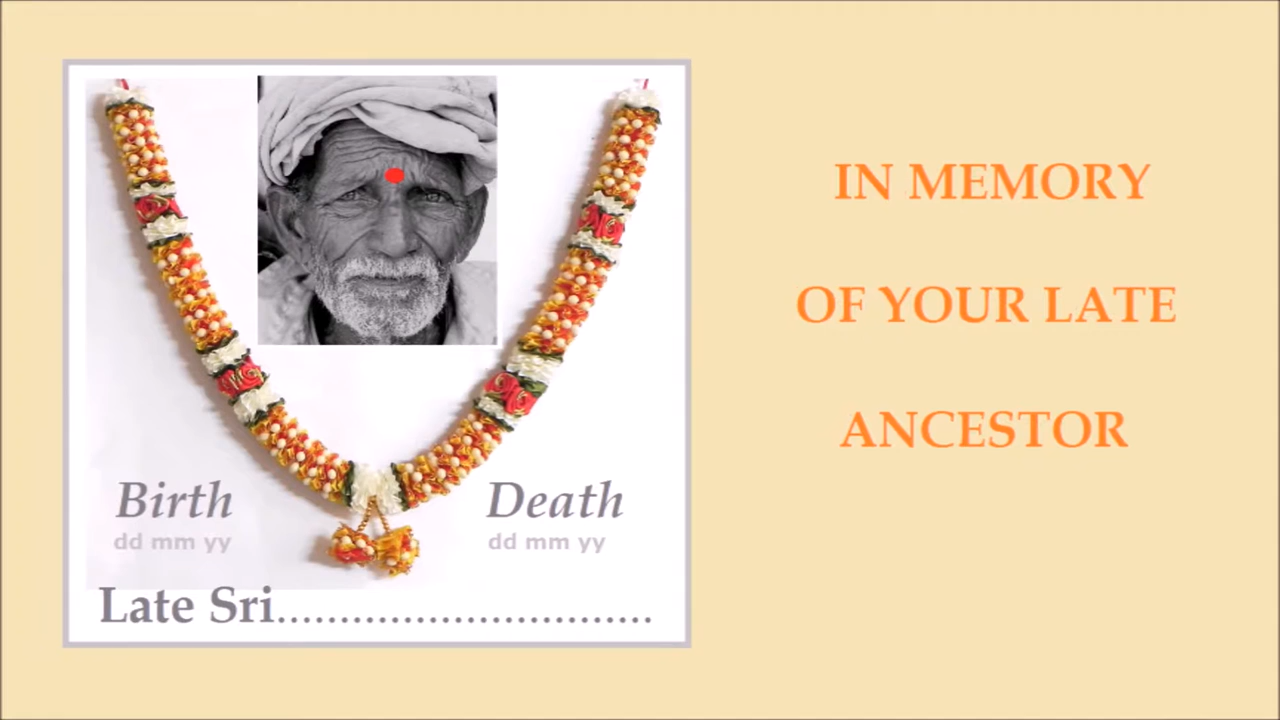 IN MEMORY
OF YOUR LATE
ANCESTOR
Birth
dd mm yy
Death
dd mm yy
Late Sri..............................